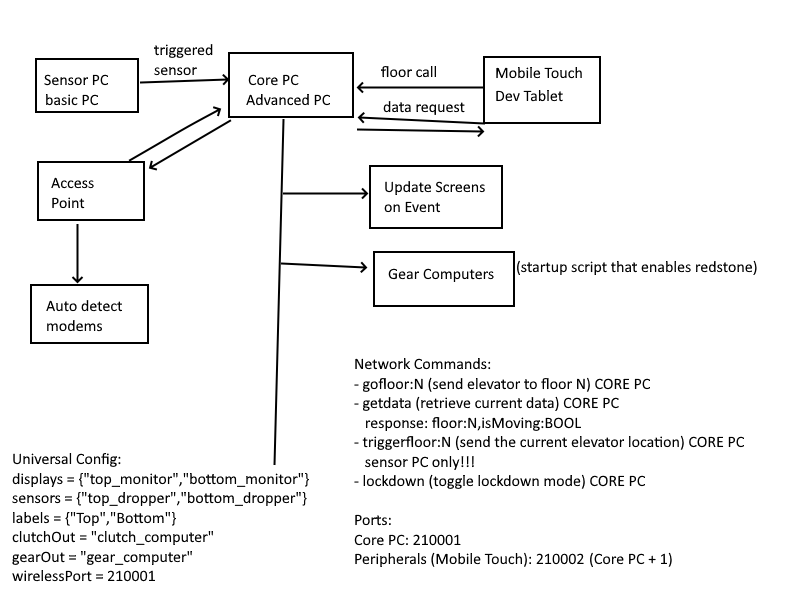 triggered
sensor
Sensor PC
basic PC
Core PC
Advanced PC
floor call
data request
Mobile Touch
Dev Tablet
Access
Point
Update Screens
on Event
Gear Computers
(startup script that enables redstone)
Auto detect
modems
Network Commands:
- gofloor:N (send elevator to floor N) CORE PC
- getdata (retrieve current data) CORE PC
response: floor:N,isMoving:BOOL
- triggerfloor:N (send the current elevator location) CORE PC
sensor PC only!!!
- lockdown (toggle lockdown mode) CORE PC
Ports:
Core PC: 210001
Peripherals (Mobile Touch): 210002 (Core PC + 1)
Universal Config:
displays = {"top_monitor","bottom_monitor"}
sensors = {"top_dropper","bottom_dropper"}
labels = {"Top","Bottom"}
clutchOut = "clutch_computer"
gearOut = "gear_computer"
wirelessPort = 210001